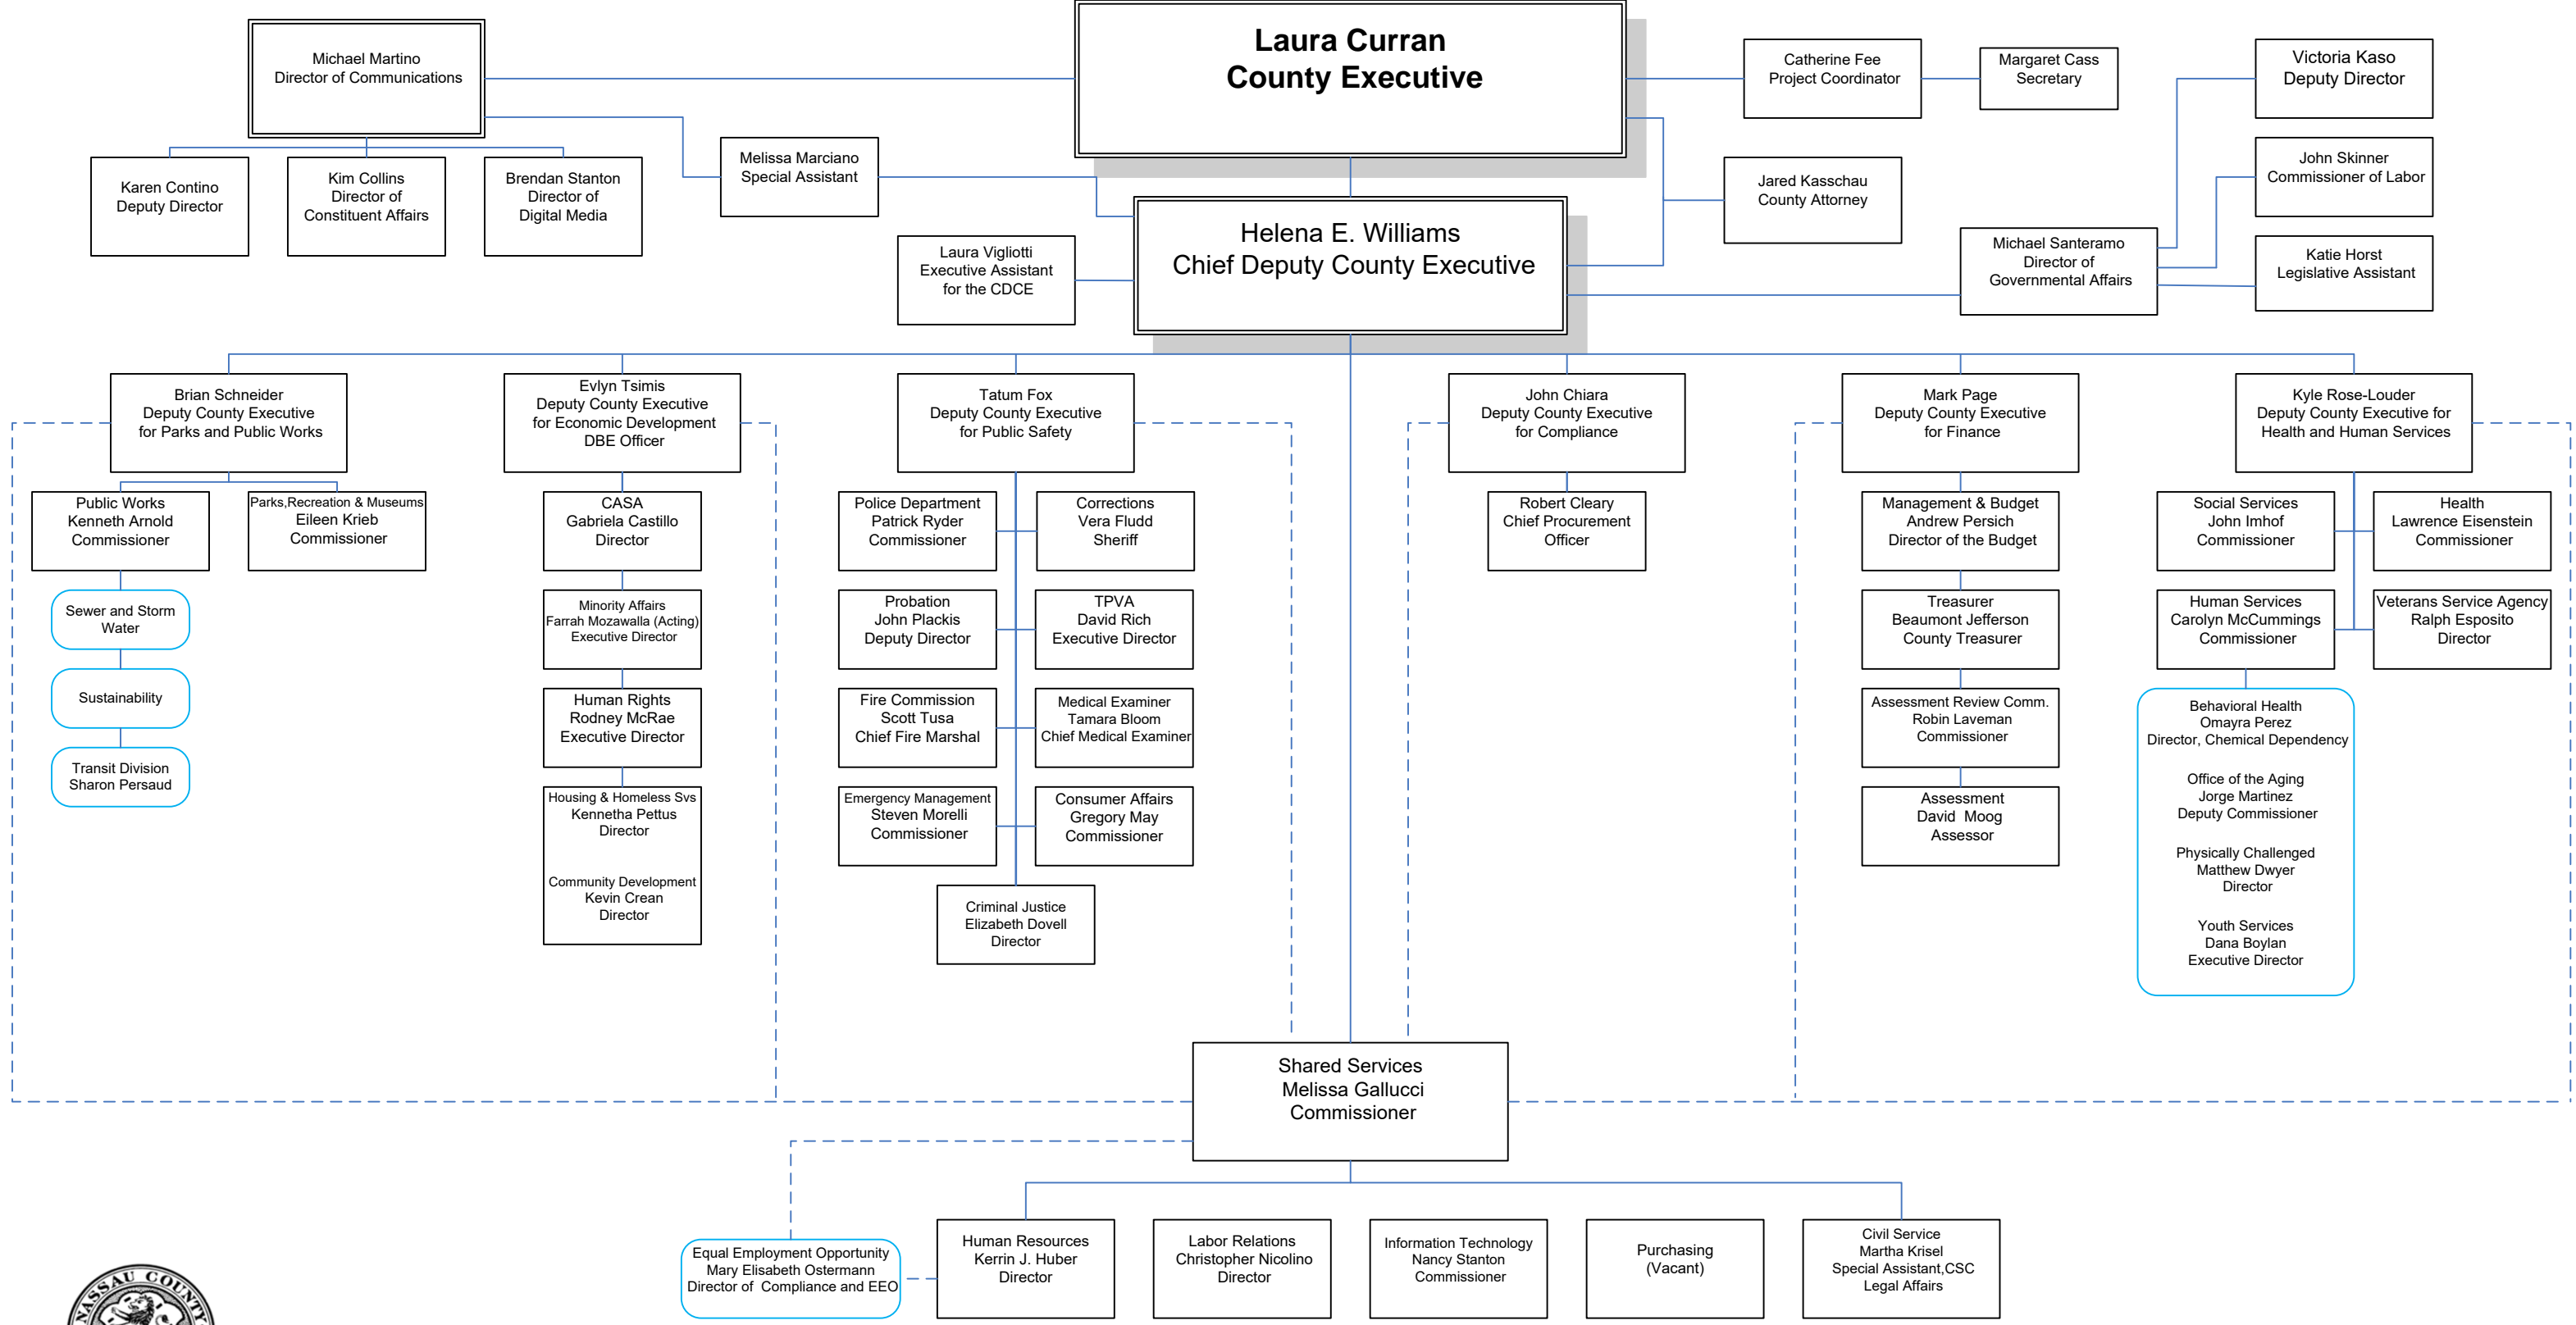 Laura Curran
County Executive
Michael Martino
Director of Communications
Catherine Fee
Project Coordinator
Margaret Cass
Secretary
Victoria Kaso
Deputy Director
Karen Contino
Deputy Director
Kim Collins
Director of
Constituent Affairs
Brendan Stanton
Director of
Digital Media
Melissa Marciano
Special Assistant
Jared Kasschau
County Attorney
John Skinner
Commissioner of Labor
Helena E. Williams
Chief Deputy County Executive
Laura Vigliotti
Executive Assistant
for the CDCE
Michael Santeramo
Director of
Governmental Affairs
Katie Horst
Legislative Assistant
Brian Schneider
Deputy County Executive
for Parks and Public Works
Evlyn Tsimis
Deputy County Executive
for Economic Development
DBE Officer
Tatum Fox
Deputy County Executive
for Public Safety
John Chiara
Deputy County Executive
for Compliance
Mark Page
Deputy County Executive
for Finance
Kyle Rose-Louder
Deputy County Executive for
Health and Human Services
Public Works
Kenneth Arnold
Commissioner
Parks,Recreation & Museums
Eileen Krieb
Commissioner
Sewer and Storm
Water
Sustainability
Transit Division
Sharon Persaud
CASA
Gabriela Castillo
Director
Minority Affairs
Farrah Mozawalla (Acting)
Executive Director
Human Rights
Rodney McRae
Executive Director
Housing & Homeless Svs
Kennetha Pettus
Director
Community Development
Kevin Crean
Director
Police Department
Patrick Ryder
Commissioner
Corrections
Vera Fludd
Sheriff
Probation
John Plackis
Deputy Director
TPVA
David Rich
Executive Director
Fire Commission
Scott Tusa
Chief Fire Marshal
Medical Examiner
Tamara Bloom
Chief Medical Examiner
Emergency Management
Steven Morelli
Commissioner
Consumer Affairs
Gregory May
Commissioner
Criminal Justice
Elizabeth Dovell
Director
Robert Cleary
Chief Procurement
Officer
Management & Budget
Andrew Persich
Director of the Budget
Treasurer
Beaumont Jefferson
County Treasurer
Assessment Review Comm.
Robin Laveman
Commissioner
Assessment
David  Moog
Assessor
Social Services
John Imhof
Commissioner
Health
Lawrence Eisenstein
Commissioner
Human Services
Carolyn McCummings
Commissioner
Veterans Service Agency
Ralph Esposito
Director
Behavioral Health
Omayra Perez
Director, Chemical Dependency
Office of the Aging
Jorge Martinez
Deputy Commissioner
Physically Challenged
Matthew Dwyer
Director
Youth Services
Dana Boylan
Executive Director
Shared Services
Melissa Gallucci
Commissioner
Equal Employment Opportunity
Mary Elisabeth Ostermann
Director of  Compliance and EEO
Human Resources
Kerrin J. Huber
Director
Labor Relations
Christopher Nicolino
Director
Information Technology
Nancy Stanton
Commissioner
Purchasing
(Vacant)
Civil Service
Martha Krisel
Special Assistant,CSC
Legal Affairs
NASSAU COUNTY